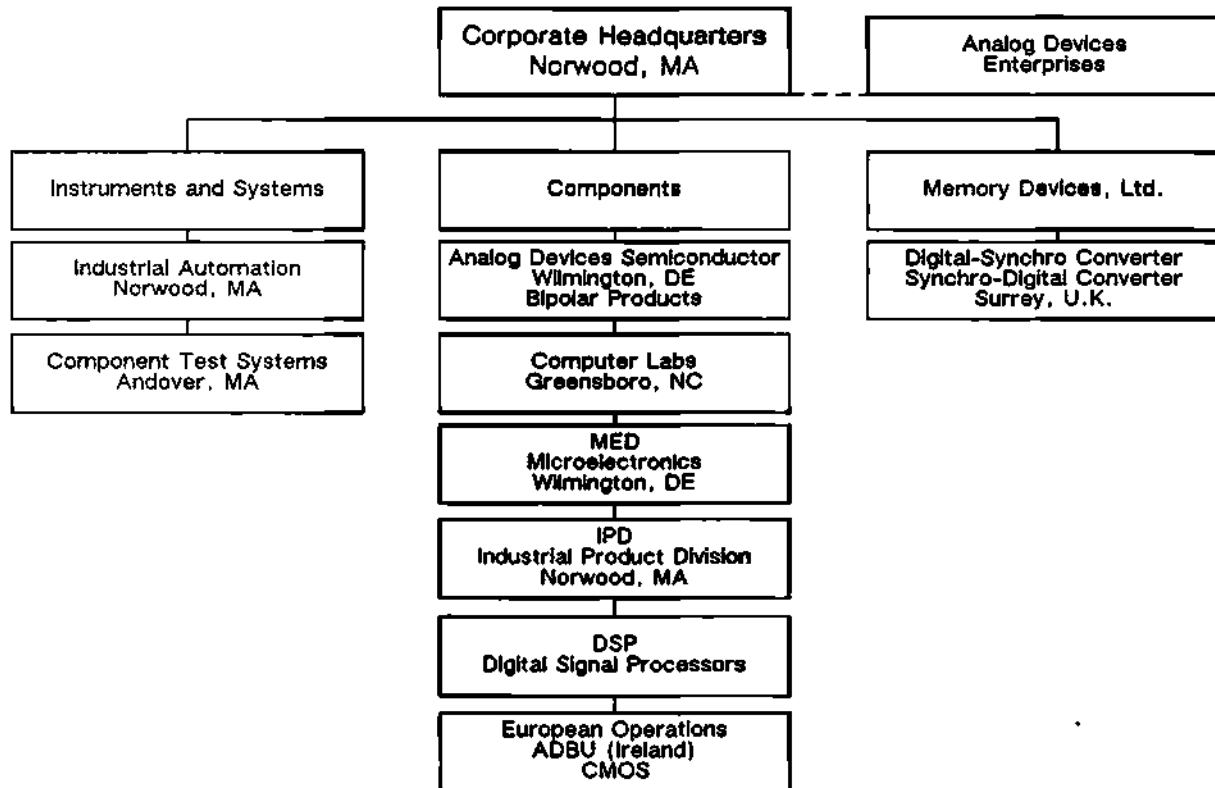 Corporate Headquarters
Norwood, MA
Analog Devices
Enterprises
Instruments and Systems
Industrial Automation
Norwood, MA
Component Test Systems
Andover, MA
Components
Analog Devices Semiconductor
Wilmington, DE
Bipolar Products
Computer Labs
Greensboro, NC
MED
Microelectronics
Wilmington, DE
IPD
Industrial Product Division
Norwood, MA
DSP
Digital Signal Processors
European Operations
ADBU (Ireland)
CMOS
Memory Devices, Ltd.
Digital-Synchro Converter
Synchro-Digital Converter
Surrey, U.K.